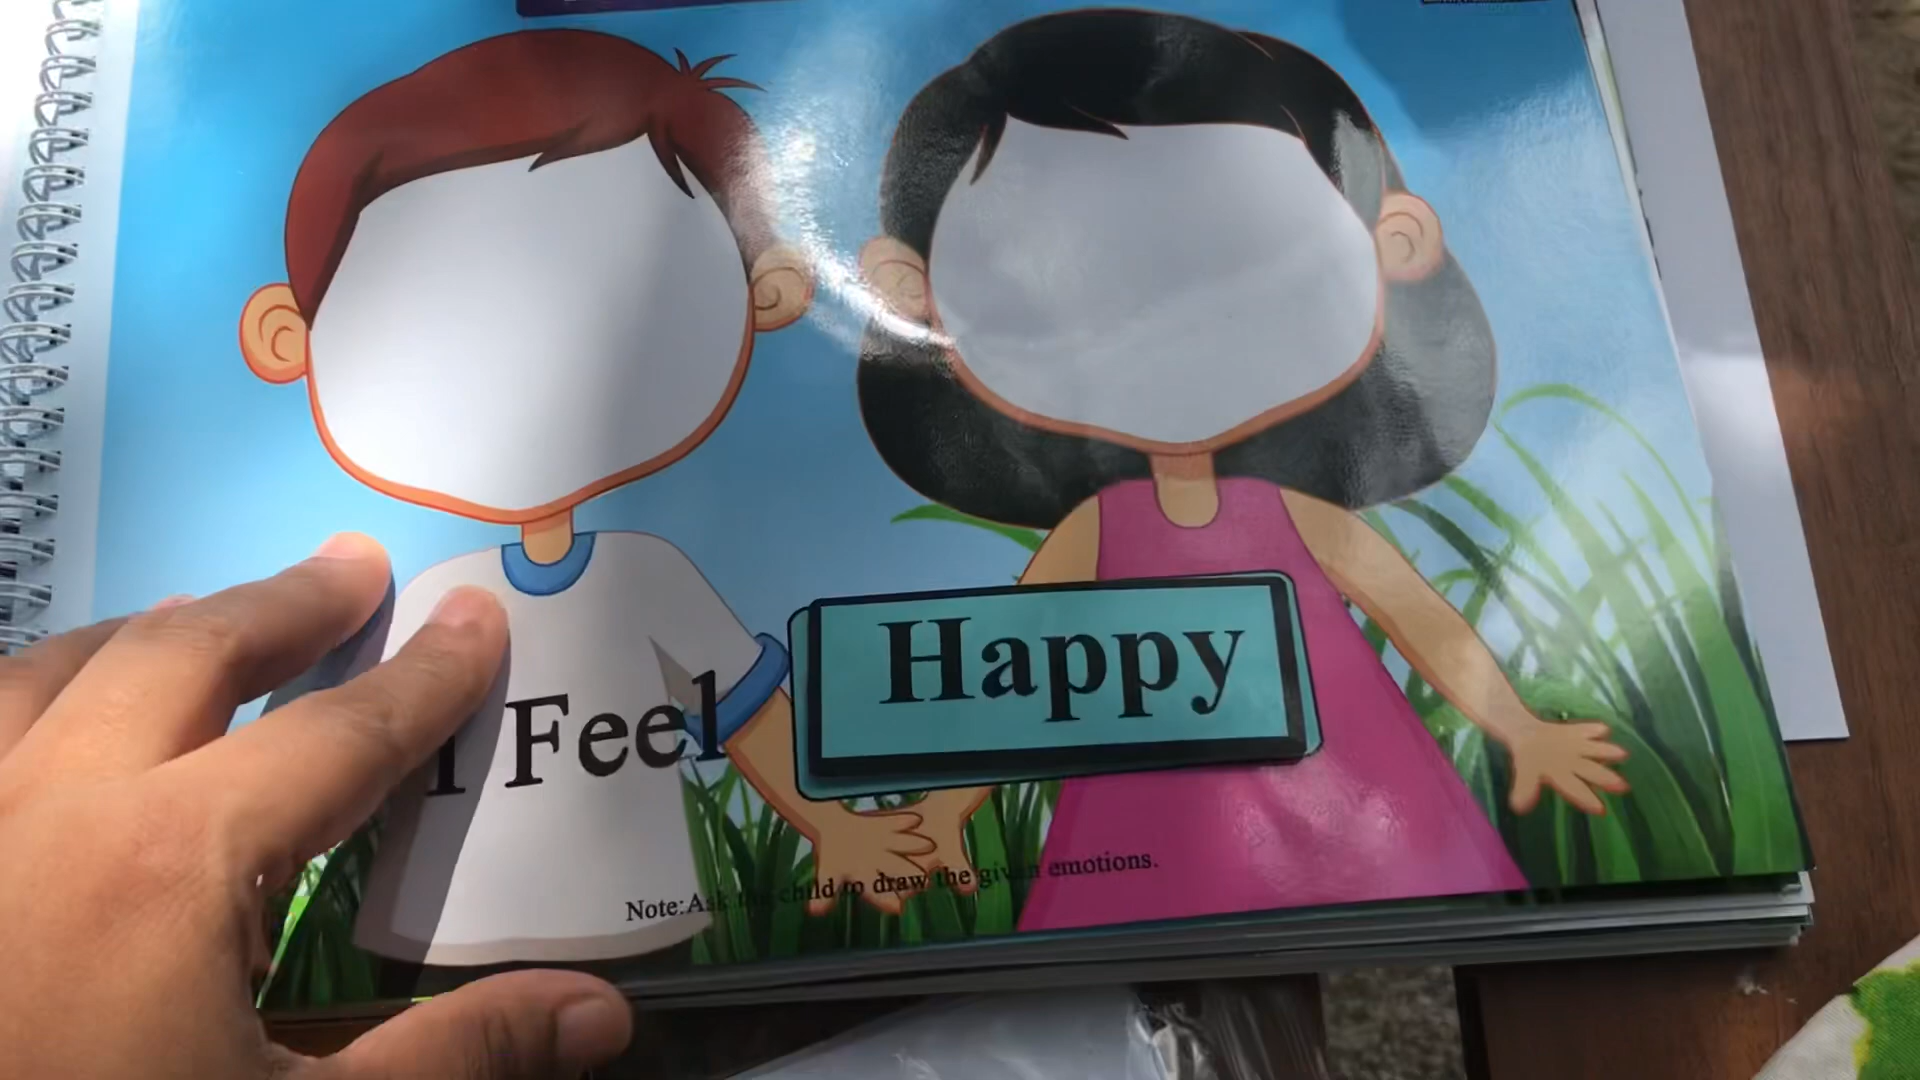 I Feel
Happy
Note:Ask the child to draw the given emotions.